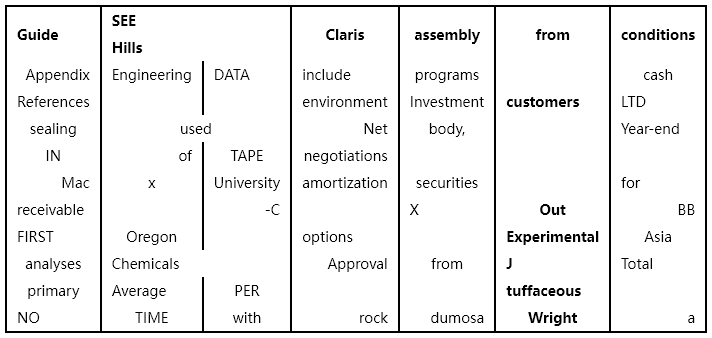 Guide SEE Hills Claris assembly from conditions
Appendix Engineering DATA include programs cash
References environment Investment customers LTD
sealing used Net body, Year-end
IN of TAPE negotiations
Mac x University amortization securities for
receivable -C X Out BB
FIRST Oregon options Experimental Asia
analyses Chemicals Approval from J Total
primary Average PER tuffaceous
NO TIME with rock dumosa Wright a